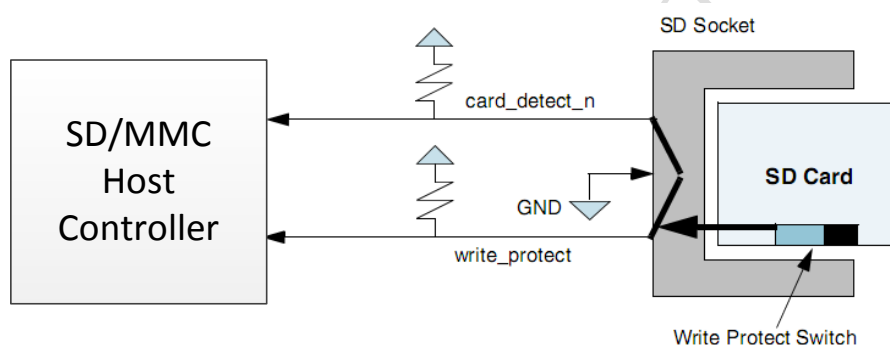 SD Socket
card_detect_n
SD/MMC
Host
Controller
SD Card
GND
write_protect
Write Protect Switch